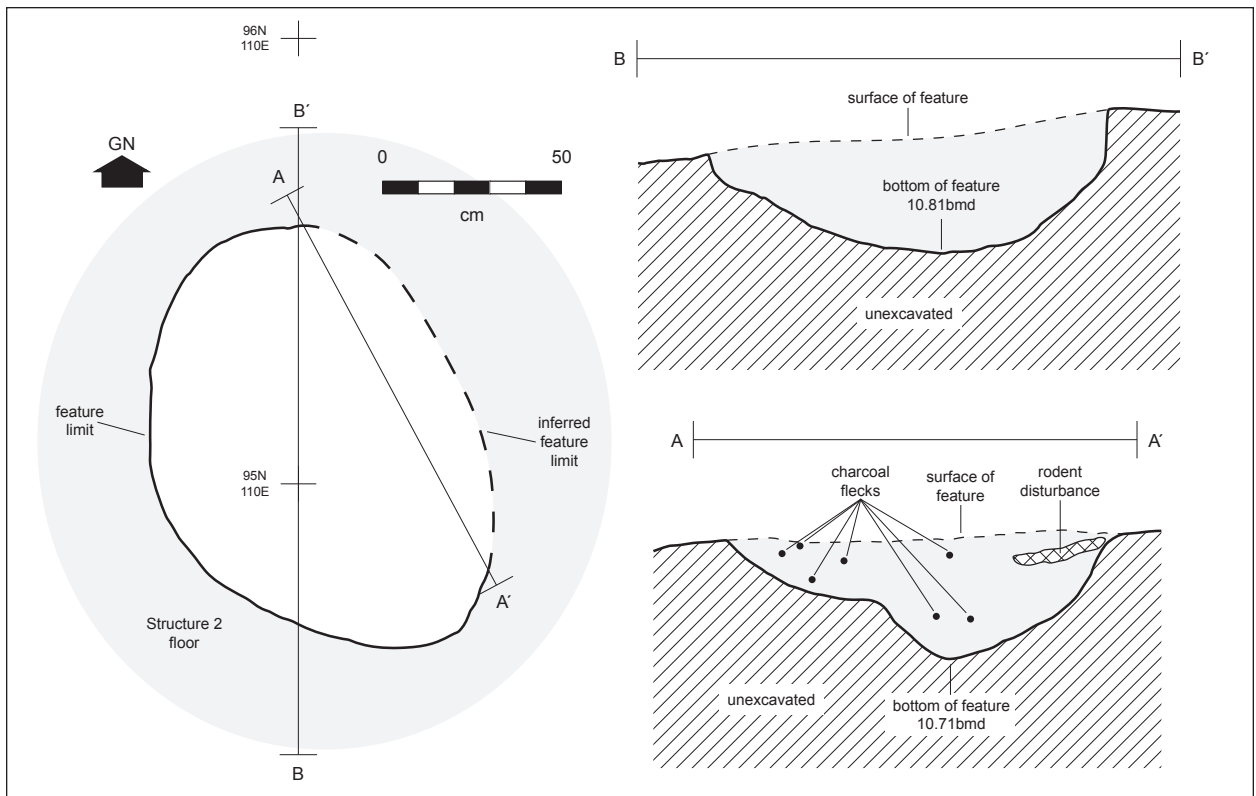 96N
110E
B´
GN
A
0 50
cm
feature
limit
inferred
feature
limit
95N
110E
A´
Structure 2
floor
B
B B´
surface of feature
bottom of feature
10.81bmd
unexcavated
A A´
charcoal
flecks
surface of
feature
rodent
disturbance
unexcavated
bottom of feature
10.71bmd